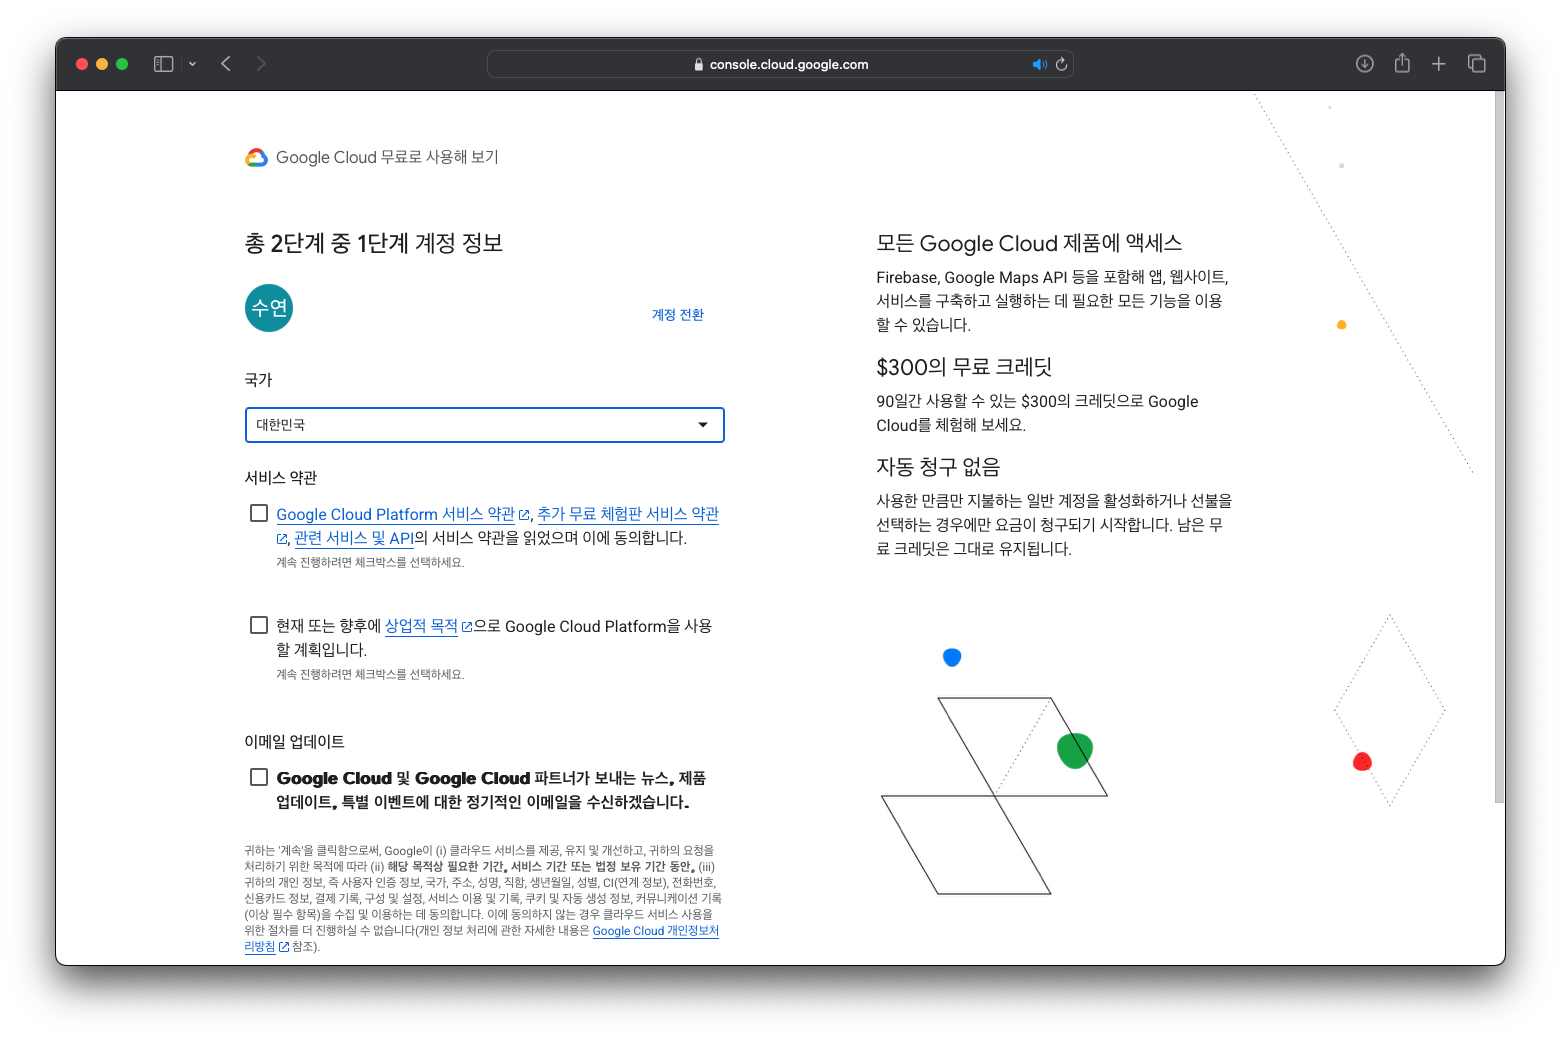 console.cloud.google.com
Google Cloud 무료로 사용해 보기
총 2단계 중 1단계 계정 정보
수연
계정 전환
국가
대한민국
서비스 약관
Google Cloud Platform 서비스 약관, 추가 무료 체험판 서비스 약관
, 관련 서비스 및 API의 서비스 약관을 읽었으며 이에 동의합니다.
계속 진행하려면 체크박스를 선택하세요.
현재 또는 향후에 상업적 목적으로 Google Cloud Platform을 사용
할 계획입니다.
계속 진행하려면 체크박스를 선택하세요.
이메일 업데이트
Google Cloud 및 Google Cloud 파트너가 보내는 뉴스, 제품
업데이트, 특별 이벤트에 대한 정기적인 이메일을 수신하겠습니다.
귀하는 '계속'을 클릭함으로써, Google이 (i) 클라우드 서비스를 제공, 유지 및 개선하고, 귀하의 요청을
처리하기 위한 목적에 따라 (ii) 해당 목적상 필요한 기간, 서비스 기간 또는 법정 보유 기간 동안, (iii)
귀하의 개인 정보, 즉 사용자 인증 정보, 국가, 주소, 성명, 직함, 생년월일, 성별, CI(연계 정보), 전화번호,
신용카드 정보, 결제 기록, 구성 및 설정, 서비스 이용 및 기록, 쿠키 및 자동 생성 정보, 커뮤니케이션 기록
(이상 필수 항목)을 수집 및 이용하는 데 동의합니다. 이에 동의하지 않는 경우 클라우드 서비스 사용을
위한 절차를 더 진행하실 수 없습니다(개인 정보 처리에 관한 자세한 내용은 Google Cloud 개인정보처
리방침 참조).
모든 Google Cloud 제품에 액세스
Firebase, Google Maps API 등을 포함해 앱, 웹사이트,
서비스를 구축하고 실행하는 데 필요한 모든 기능을 이용
할 수 있습니다.
$300의 무료 크레딧
90일간 사용할 수 있는 $300의 크레딧으로 Google
Cloud를 체험해 보세요.
자동 청구 없음
사용한 만큼만 지불하는 일반 계정을 활성화하거나 선불을
선택하는 경우에만 요금이 청구되기 시작합니다. 남은 무
료 크레딧은 그대로 유지됩니다.